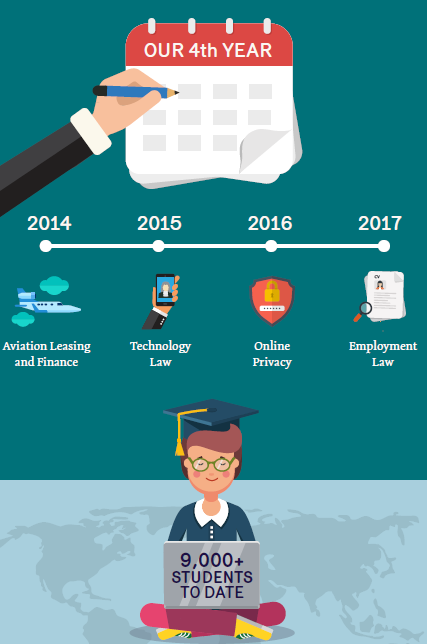 OUR 4th YEAR
2014 2015 2016 2017
Aviation Leasing
and Finance
Technology
Law
Online
Privacy
CV
Employment
Law
9,000+
STUDENTS
TO DATE